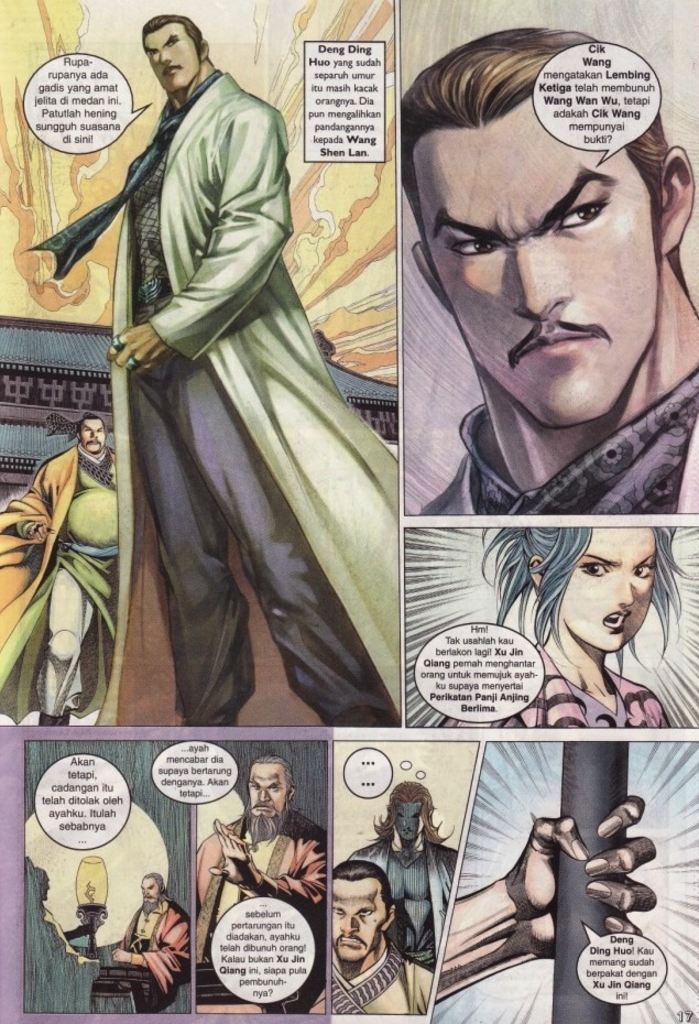 Rupa-
rupanya ada
gadis yang amat
jelita di medan ini.
Patutlah hening
sungguh suasana
di sini!
Deng Ding
Huo yang sudah
separuh umur
itu masih kacak
orangnya. Dia
pun mengalihkan
pandangannya
kepada Wang
Shen Lan.
Cik
Wang
mengatakan Lembing
Ketiga telah membunuh
Wang Wan Wu, tetapi
adakah Cik Wang
mempunyai
bukti?
Hm!
Tak usahlah kau
berlakon lagi! Xu Jin
Qiang pernah menghantar
orang untuk memujuk ayah-
ku supaya menyertai
Perikatan Panji Anjing
Berlima.
Akan
tetapi,
cadangan itu
telah ditolak oleh
ayahku. Itulah
sebabnya
...
...ayah
mencabar dia
supaya bertarung
dengannya. Akan
tetapi...
...
sebelum
pertarungan itu
diadakan, ayahku
telah dibunuh orang!
Kalau bukan Xu Jin
Qiang ini, siapa pula
pembunuh-
nya?
...
...
Deng
Ding Huo! Kau
memang sudah
berpakat dengan
Xu Jin Qiang
ini!
17